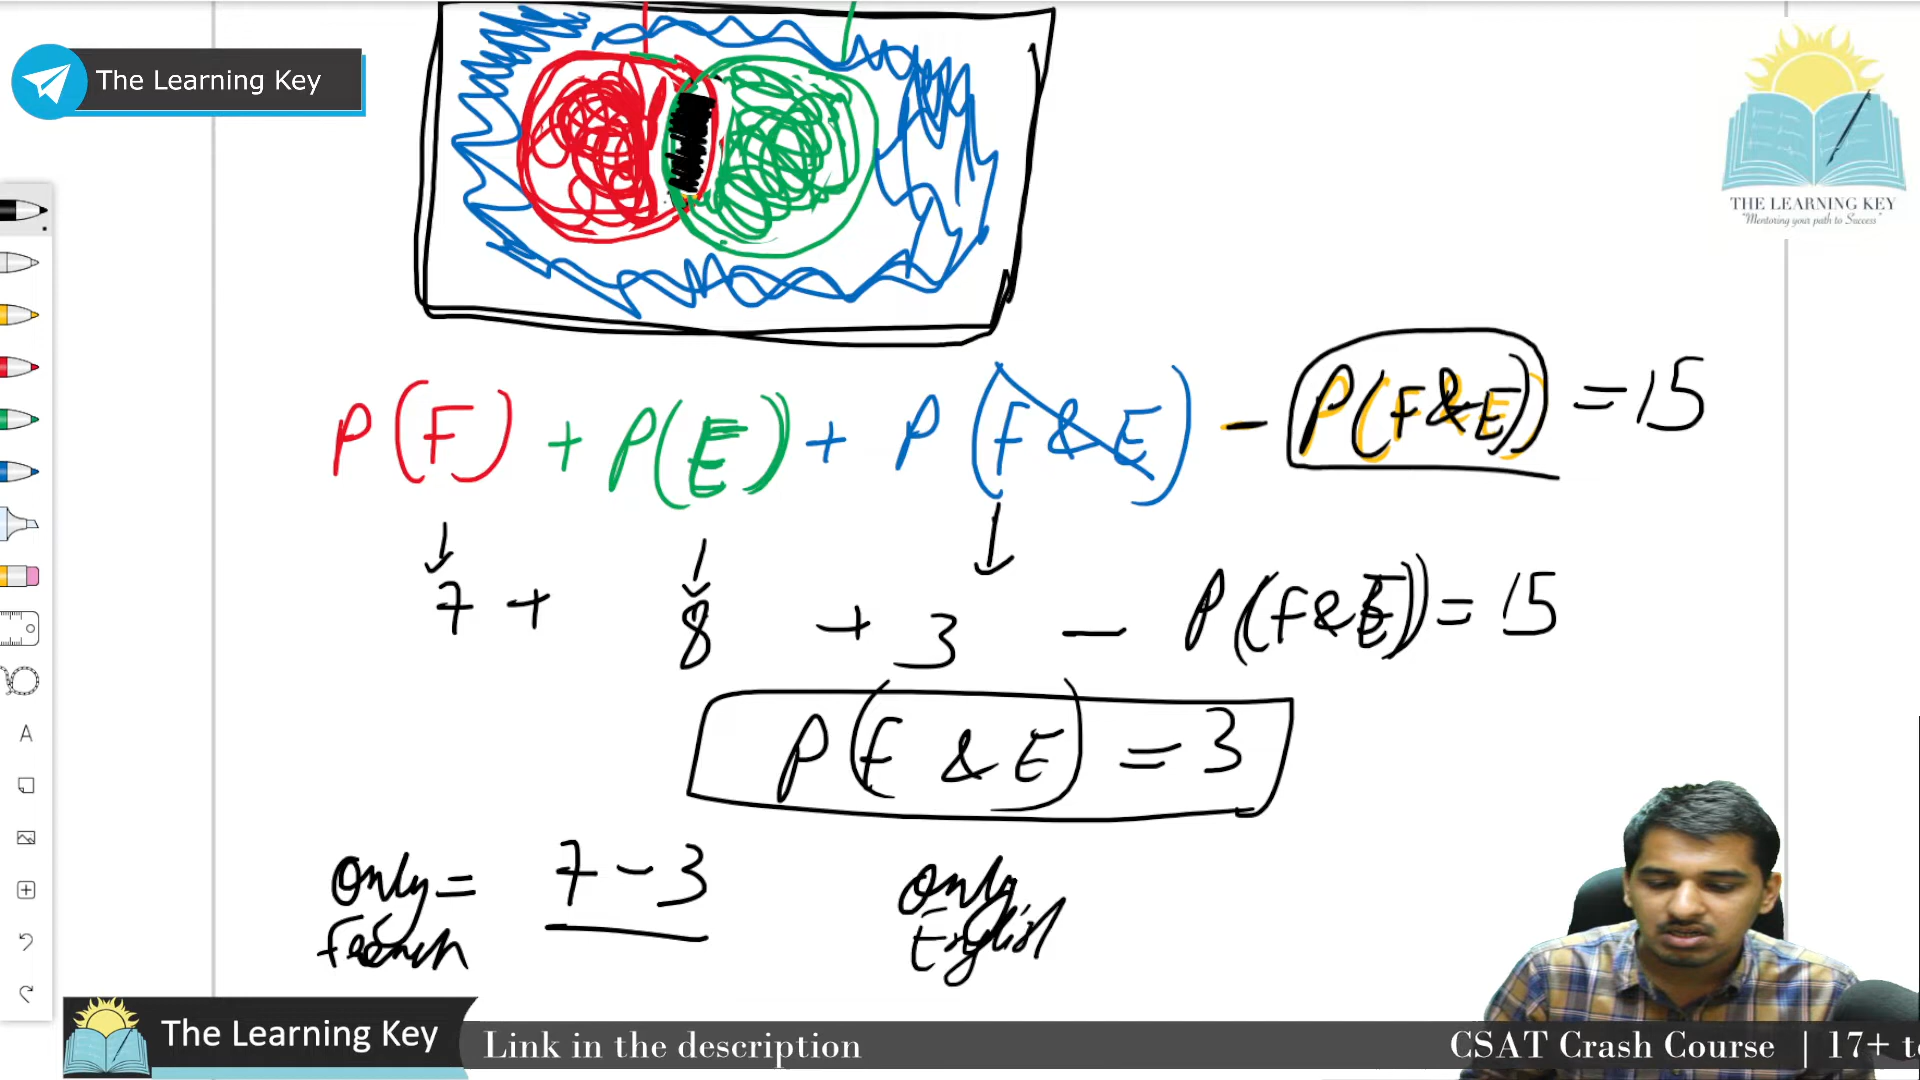 The Learning Key
THE LEARNING KEY
"Mentoring your path to Success"
P(F) + P(E) + P(F & E) - P(F & E) = 15
7 + 8 + 3 - P(F & E) = 15
P(F & E) = 3
Only = 7 - 3 Only
French English
A
The Learning Key
Link in the description
CSAT Crash Course | 17+ t